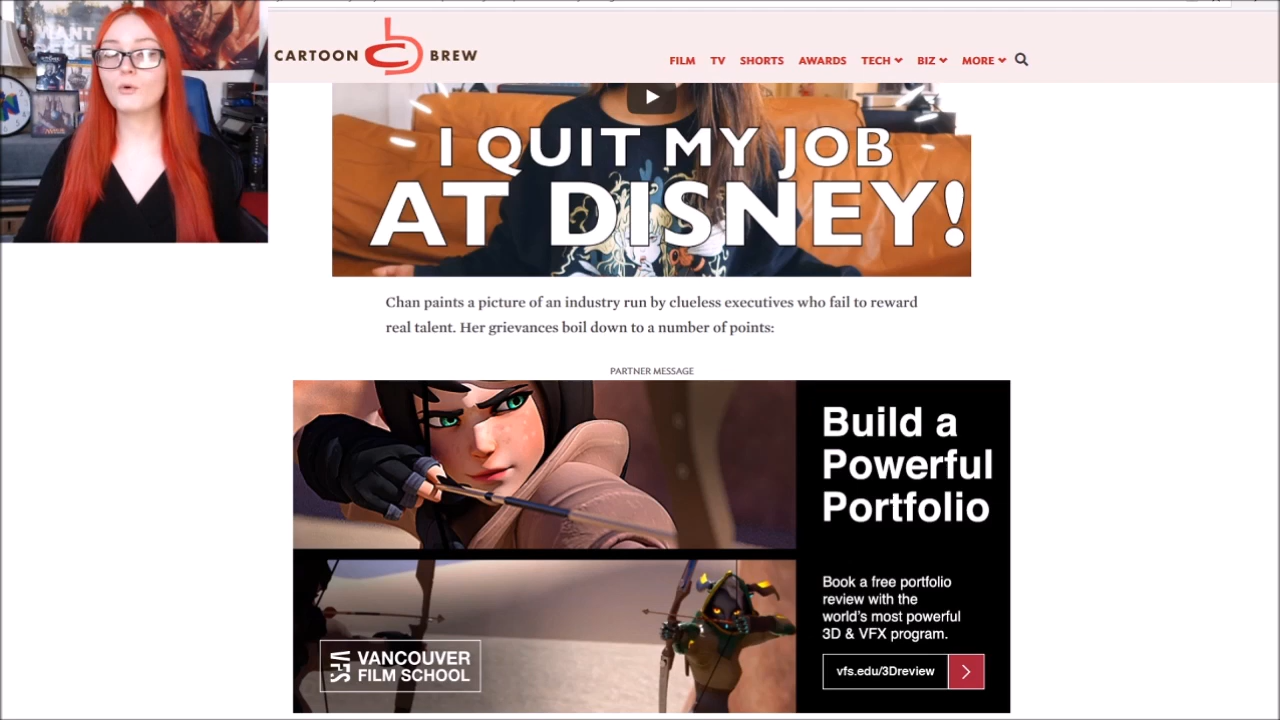 WANT
CARTOON BREW
FILM TV SHORTS AWARDS TECH BIZ MORE
I QUIT MY JOB
AT DISNEY!
Chan paints a picture of an industry run by clueless executives who fail to reward
real talent. Her grievances boil down to a number of points:
PARTNER MESSAGE
Build a
Powerful
Portfolio
Book a free portfolio
review with the
world's most powerful
3D & VFX program.
vfs.edu/3Dreview
VFS
VANCOUVER
FILM SCHOOL